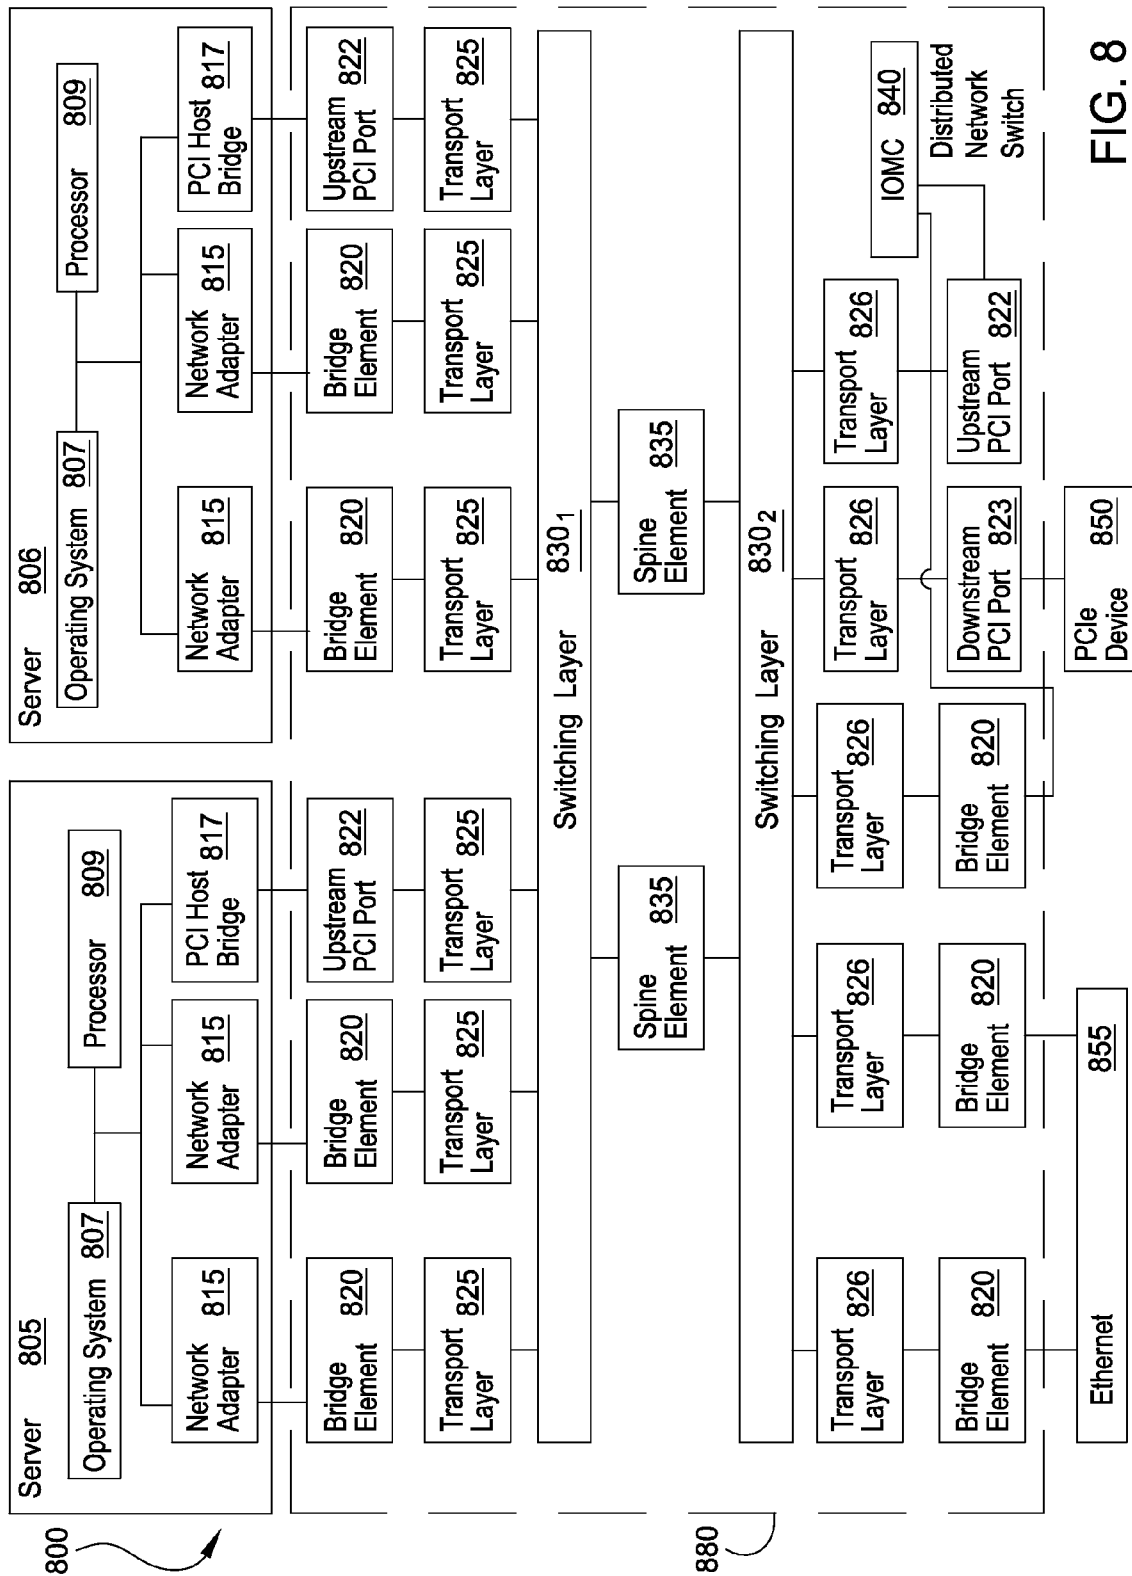 800
Server 805
Operating System 807
Processor 809
Network
Adapter 815
Network
Adapter 815
PCI Host
Bridge 817
Server 806
Operating System 807
Processor 809
Network
Adapter 815
Network
Adapter 815
PCI Host
Bridge 817
880
Bridge
Element 820
Bridge
Element 820
Upstream
PCI Port 822
Bridge
Element 820
Bridge
Element 820
Upstream
PCI Port 822
Transport
Layer 825
Transport
Layer 825
Transport
Layer 825
Transport
Layer 825
Transport
Layer 825
Transport
Layer 825
Switching Layer 830₁
Spine
Element 835
Spine
Element 835
Switching Layer 830₂
Transport
Layer 826
Transport
Layer 826
Transport
Layer 826
Transport
Layer 826
Transport
Layer 826
IOMC 840
Distributed
Network
Switch
Bridge
Element 820
Bridge
Element 820
Bridge
Element 820
Downstream
PCI Port 823
Upstream
PCI Port 822
Ethernet 855
PCIe
Device 850
FIG. 8